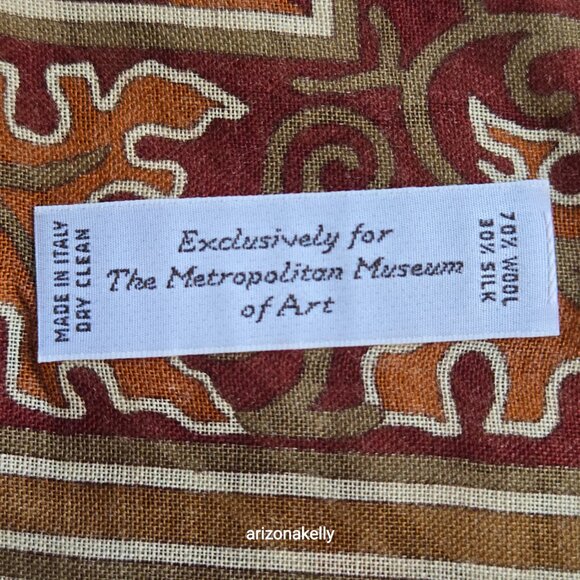 MADE IN ITALY
DRY CLEAN
Exclusively for
The Metropolitan Museum
of Art
70% WOOL
30% SILK
arizonakelly